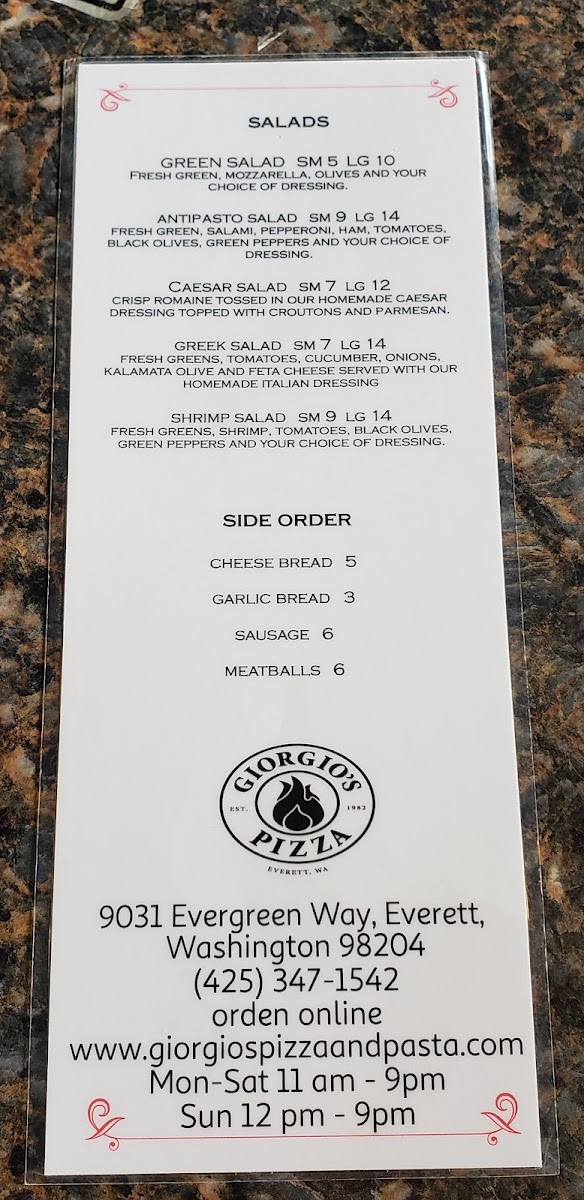 SALADS
GREEN SALAD SM 5 LG 10
FRESH GREEN, MOZZARELLA, OLIVES AND YOUR
CHOICE OF DRESSING.
ANTIPASTO SALAD SM 9 LG 14
FRESH GREEN, SALAMI, PEPPERONI, HAM, TOMATOES,
BLACK OLIVES, GREEN PEPPERS AND YOUR CHOICE OF
DRESSING.
CAESAR SALAD SM 7 LG 12
CRISP ROMAINE TOSSED IN OUR HOMEMADE CAESAR
DRESSING TOPPED WITH CROUTONS AND PARMESAN.
GREEK SALAD SM 7 LG 14
FRESH GREENS, TOMATOES, CUCUMBER, ONIONS,
KALAMATA OLIVE AND FETA CHEESE SERVED WITH OUR
HOMEMADE ITALIAN DRESSING
SHRIMP SALAD SM 9 LG 14
FRESH GREENS, SHRIMP, TOMATOES, BLACK OLIVES,
GREEN PEPPERS AND YOUR CHOICE OF DRESSING.
SIDE ORDER
CHEESE BREAD 5
GARLIC BREAD 3
SAUSAGE 6
MEATBALLS 6
GIORGIO'S
EST. 1982
PIZZA
EVERETT, WA
9031 Evergreen Way, Everett,
Washington 98204
(425) 347-1542
orden online
www.giorgiospizzaandpasta.com
Mon-Sat 11 am - 9pm
Sun 12 pm - 9pm